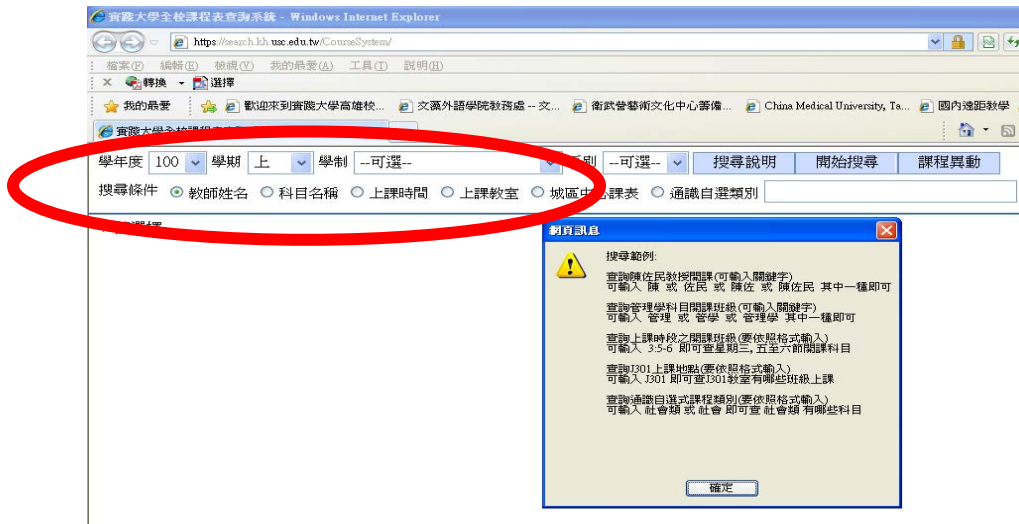 實踐大學全校課程表查詢系統 - Windows Internet Explorer
https://search.kh.usc.edu.tw/CourseSystem/
檔案(F) 編輯(E) 檢視(V) 我的最愛(A) 工具(T) 說明(H)
轉換 選擇
我的最愛 歡迎來到實踐大學高雄校... 文藻外語學院教務處 -- 文... 衛武營藝術文化中心籌備... China Medical University, Ta... 國內遠距教學
實踐大學全校課程表
學年度 100 學期 上 學制 --可選-- 別 --可選-- 搜尋說明 開始搜尋 課程異動
搜尋條件 教師姓名 科目名稱 上課時間 上課教室 城區中心課表 通識自選類別
網頁訊息
搜尋範例:
查詢陳佐民教授開課(可輸入關鍵字)
可輸入 陳 或 佐民 或 陳佐 或 陳佐民 其中一種即可
查詢管理學科目開課班級(可輸入關鍵字)
可輸入 管理 或 管學 或 管理學 其中一種即可
查詢上課時段之開課班級(要依照格式輸入)
可輸入 3:5-6 即可查星期三, 五至六節開課科目
查詢J301上課地點(要依照格式輸入)
可輸入 J301 即可查J301教室有哪些班級上課
查詢通識自選式課程類別(要依照格式輸入)
可輸入 社會類 或 社會 即可查 社會類 有哪些科目
確定